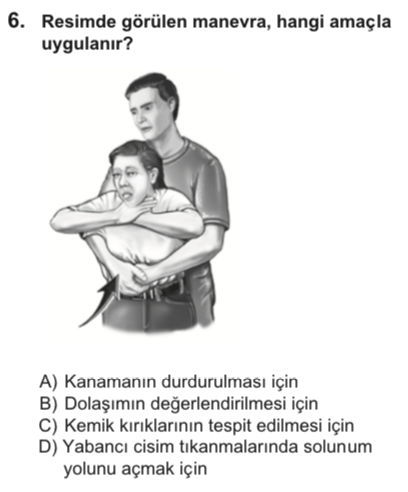 6. Resimde görülen manevra, hangi amaçla
uygulanır?
A) Kanamanın durdurulması için
B) Dolaşımın değerlendirilmesi için
C) Kemik kırıklarının tespit edilmesi için
D) Yabancı cisim tıkanmalarında solunum
yolunu açmak için